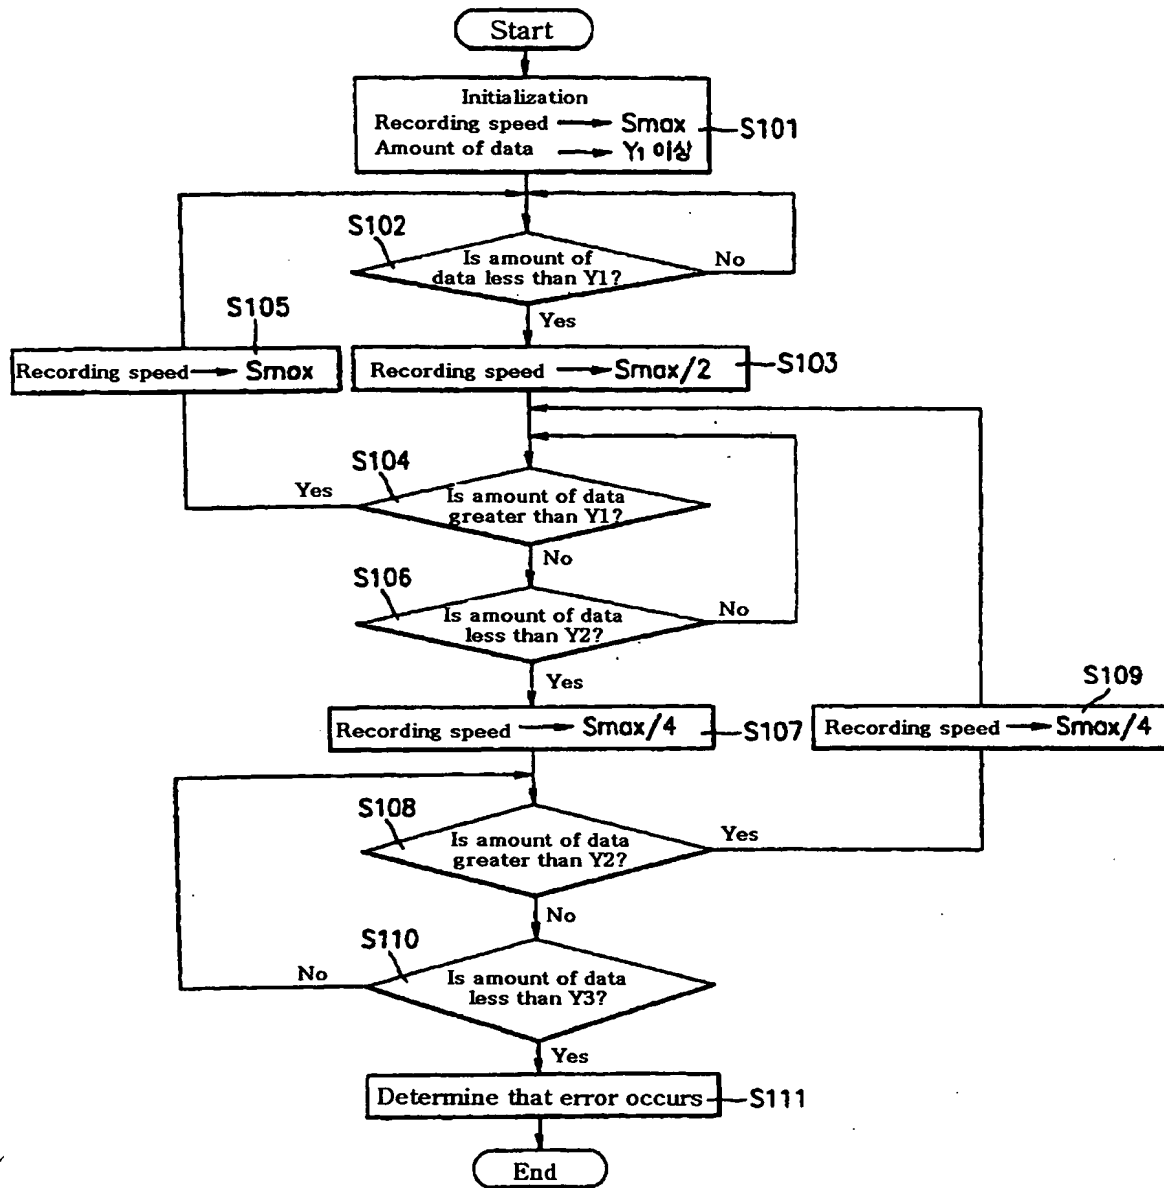 Start
Initialization
Recording speed → Smax
Amount of data → Y1 이상
S101
S102
Is amount of
data less than Y1?
No
Yes
S105
Recording speed → Smax
Recording speed → Smax/2
S103
S104
Yes
Is amount of data
greater than Y1?
No
S106
Is amount of data
less than Y2?
No
Yes
S109
Recording speed → Smax/4
S107
Recording speed → Smax/4
S108
Is amount of data
greater than Y2?
Yes
No
S110
No
Is amount of data
less than Y3?
Yes
Determine that error occurs
S111
End